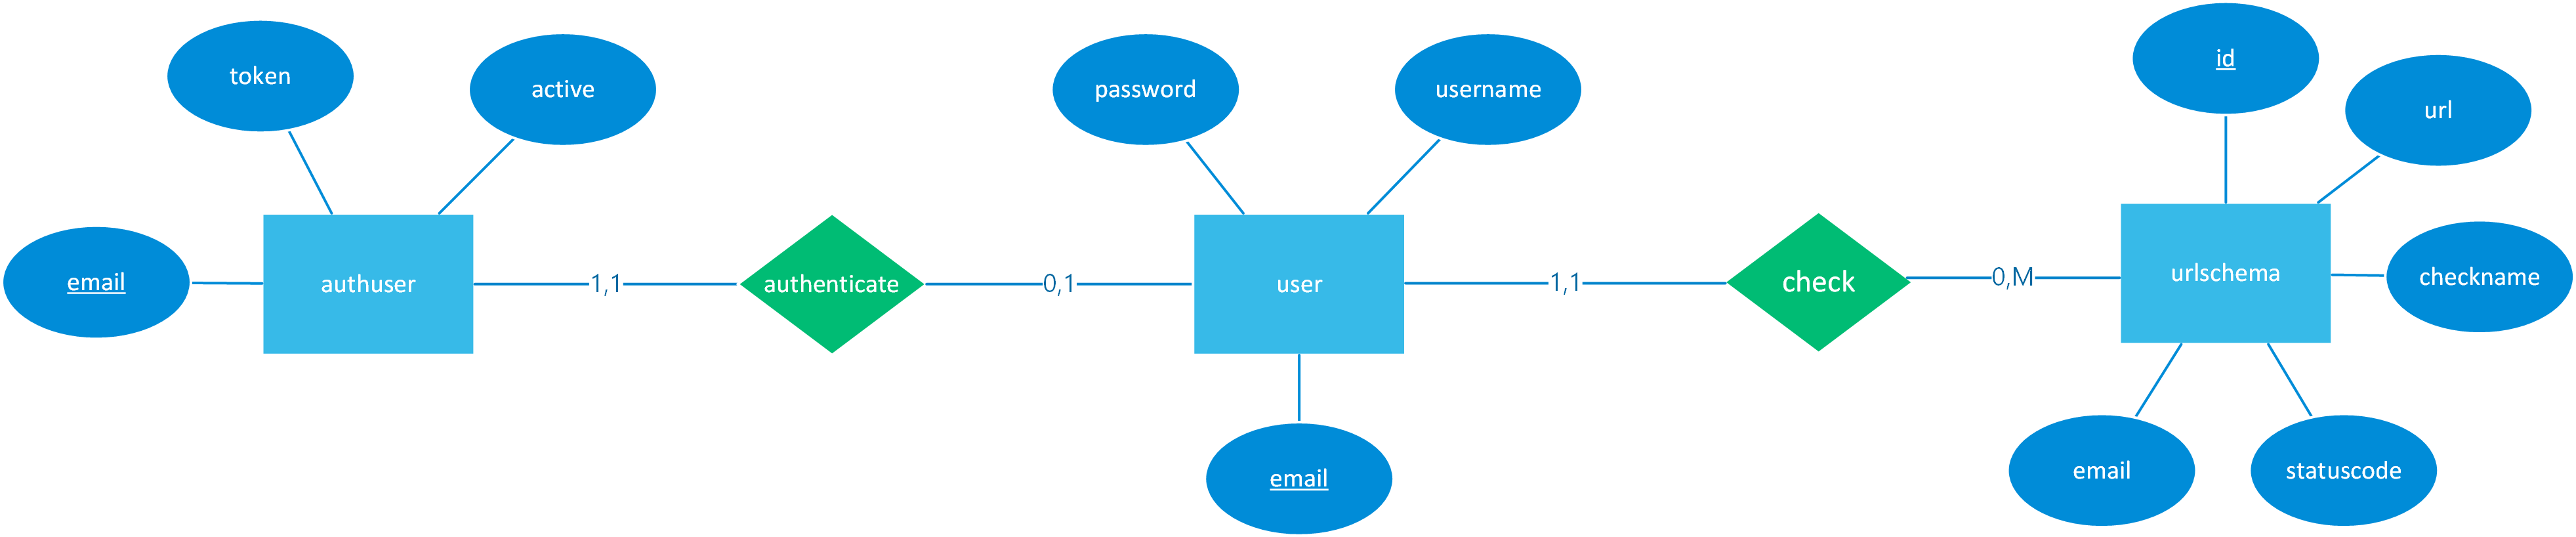 token
active
email
authuser
1,1
authenticate
0,1
password
username
user
email
1,1
check
0,M
id
url
urlschema
checkname
email
statuscode